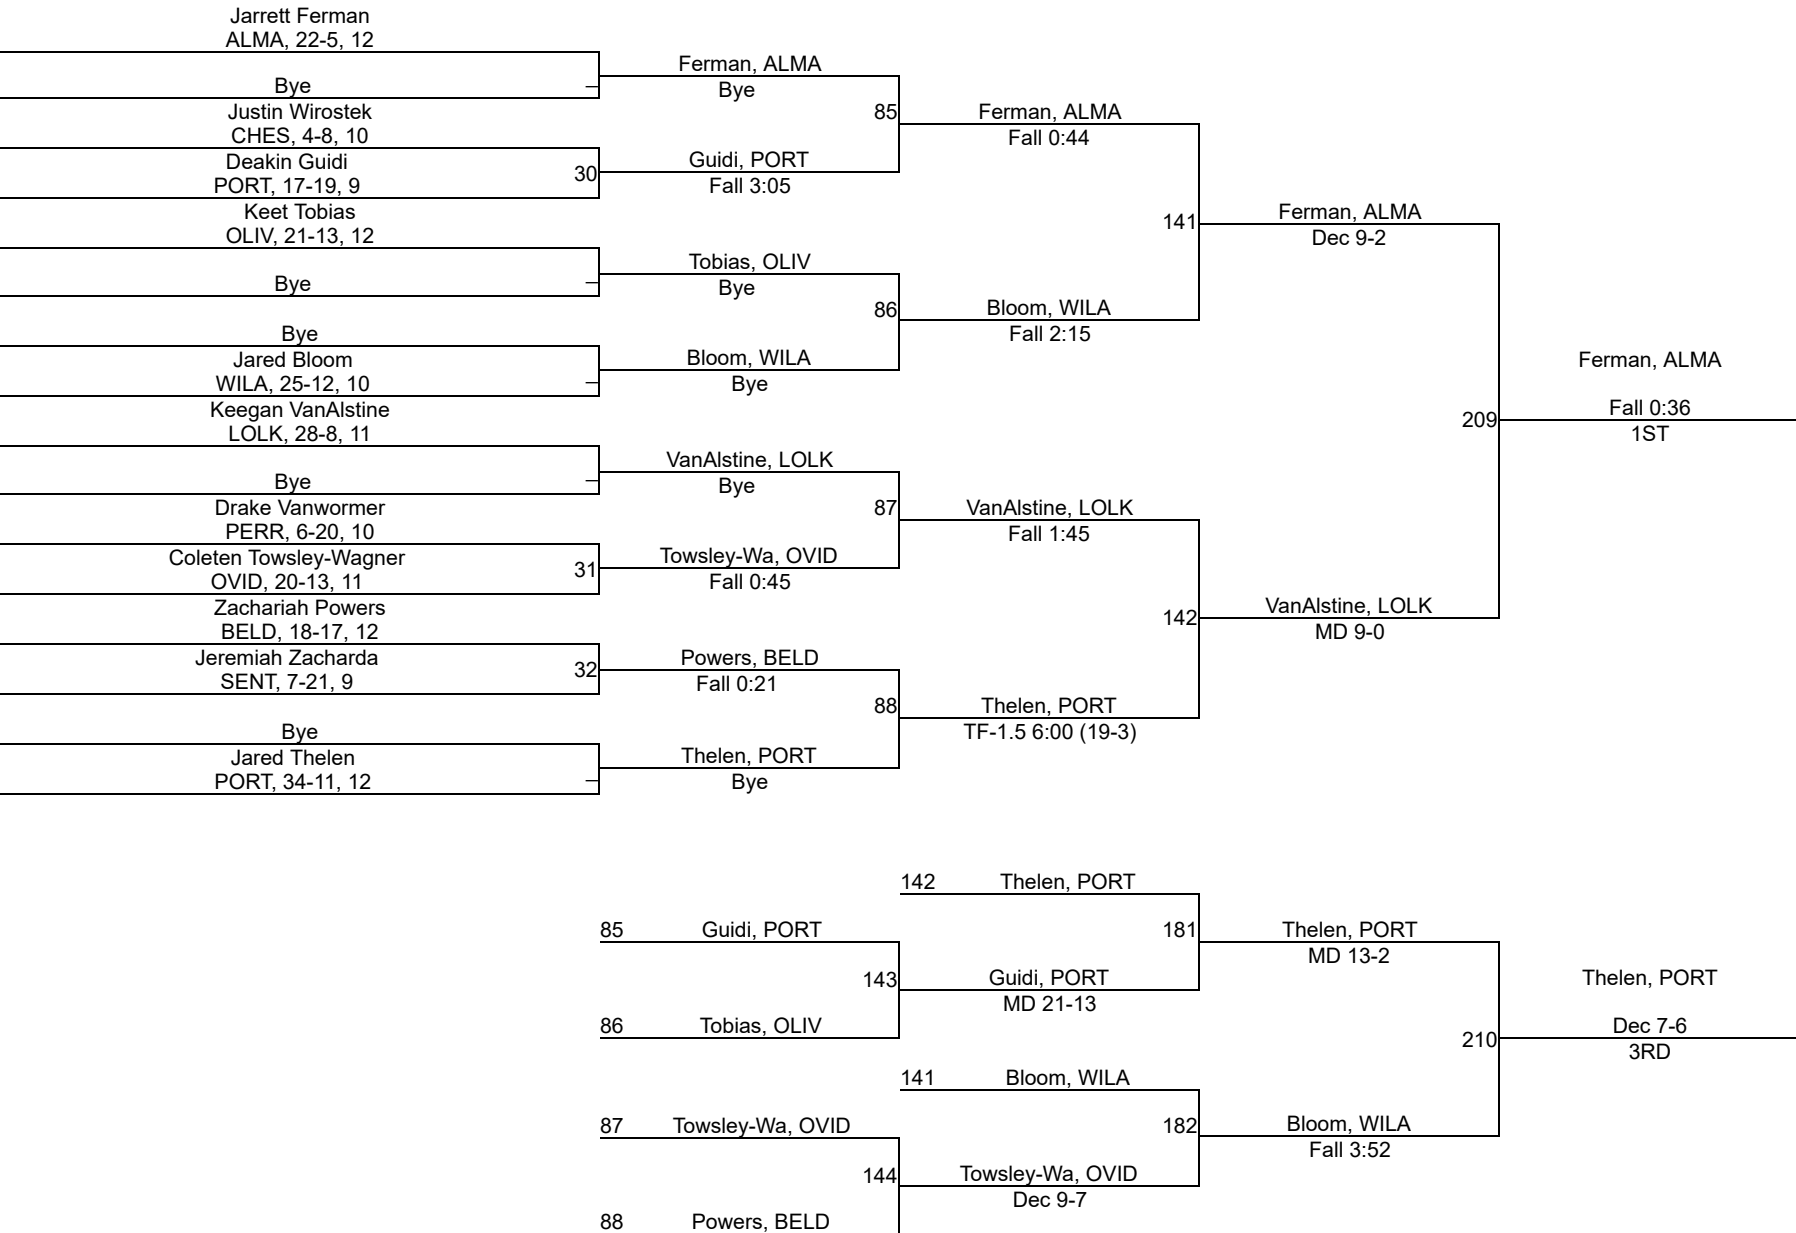 Jarrett Ferman
ALMA, 22-5, 12
Bye
Ferman, ALMA
Bye
Justin Wirostek
CHES, 4-8, 10
Deakin Guidi
PORT, 17-19, 9
30
Guidi, PORT
Fall 3:05
85
Ferman, ALMA
Fall 0:44
Keet Tobias
OLIV, 21-13, 12
Bye
Tobias, OLIV
Bye
Bye
Jared Bloom
WILA, 25-12, 10
Bloom, WILA
Bye
86
Bloom, WILA
Fall 2:15
141
Ferman, ALMA
Dec 9-2
Keegan VanAlstine
LOLK, 28-8, 11
Bye
VanAlstine, LOLK
Bye
Drake Vanwormer
PERR, 6-20, 10
Coleten Towsley-Wagner
OVID, 20-13, 11
31
Towsley-Wa, OVID
Fall 0:45
87
VanAlstine, LOLK
Fall 1:45
Zachariah Powers
BELD, 18-17, 12
Jeremiah Zacharda
SENT, 7-21, 9
32
Powers, BELD
Fall 0:21
Bye
Jared Thelen
PORT, 34-11, 12
Thelen, PORT
Bye
88
Thelen, PORT
TF-1.5 6:00 (19-3)
142
VanAlstine, LOLK
MD 9-0
209
Ferman, ALMA
Fall 0:36
1ST
142 Thelen, PORT
85 Guidi, PORT
86 Tobias, OLIV
143
Guidi, PORT
MD 21-13
181
Thelen, PORT
MD 13-2
141 Bloom, WILA
87 Towsley-Wa, OVID
88 Powers, BELD
144
Towsley-Wa, OVID
Dec 9-7
182
Bloom, WILA
Fall 3:52
210
Thelen, PORT
Dec 7-6
3RD